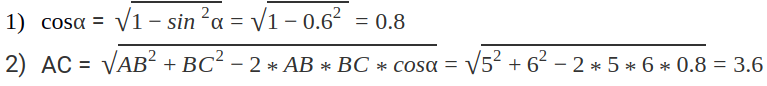 1) cosα = √1 − sin ²α = √1 − 0.6² = 0.8
2) AC = √AB² + BC² − 2 * AB * BC * cosα = √5² + 6² − 2 * 5 * 6 * 0.8 = 3.6